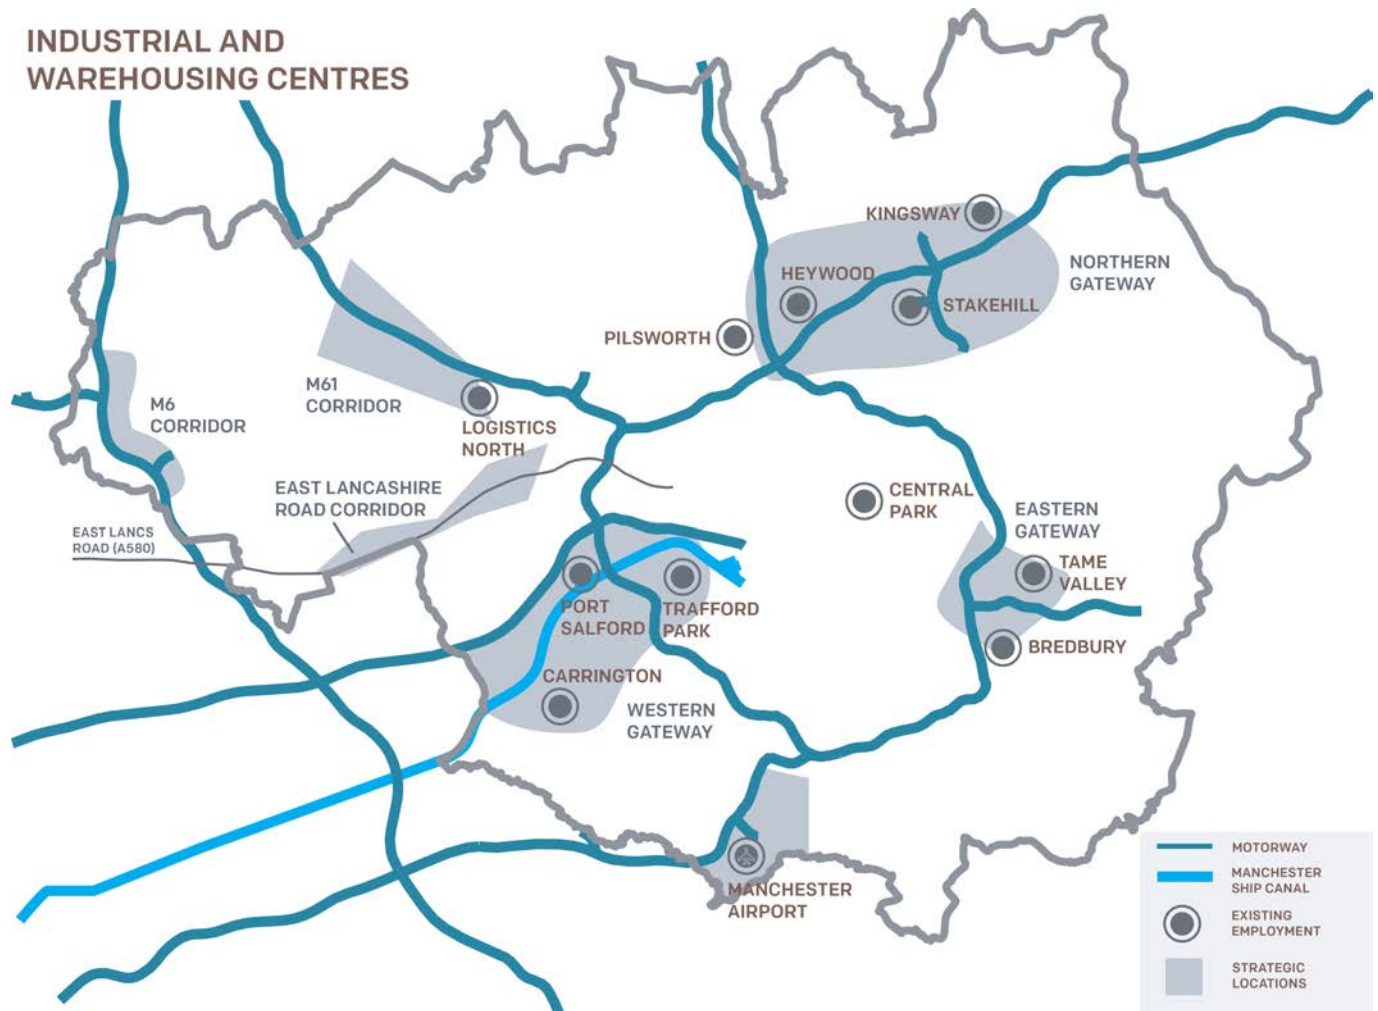 INDUSTRIAL AND
WAREHOUSING CENTRES
KINGSWAY
NORTHERN
GATEWAY
HEYWOOD
STAKEHILL
PILSWORTH
M61
CORRIDOR
M6
CORRIDOR
LOGISTICS
NORTH
EAST LANCASHIRE
ROAD CORRIDOR
CENTRAL
PARK
EASTERN
GATEWAY
EAST LANCS
ROAD (A580)
TAME
VALLEY
PORT
SALFORD
TRAFFORD
PARK
BREDBURY
CARRINGTON
WESTERN
GATEWAY
MANCHESTER
AIRPORT
MOTORWAY
MANCHESTER
SHIP CANAL
EXISTING
EMPLOYMENT
STRATEGIC
LOCATIONS